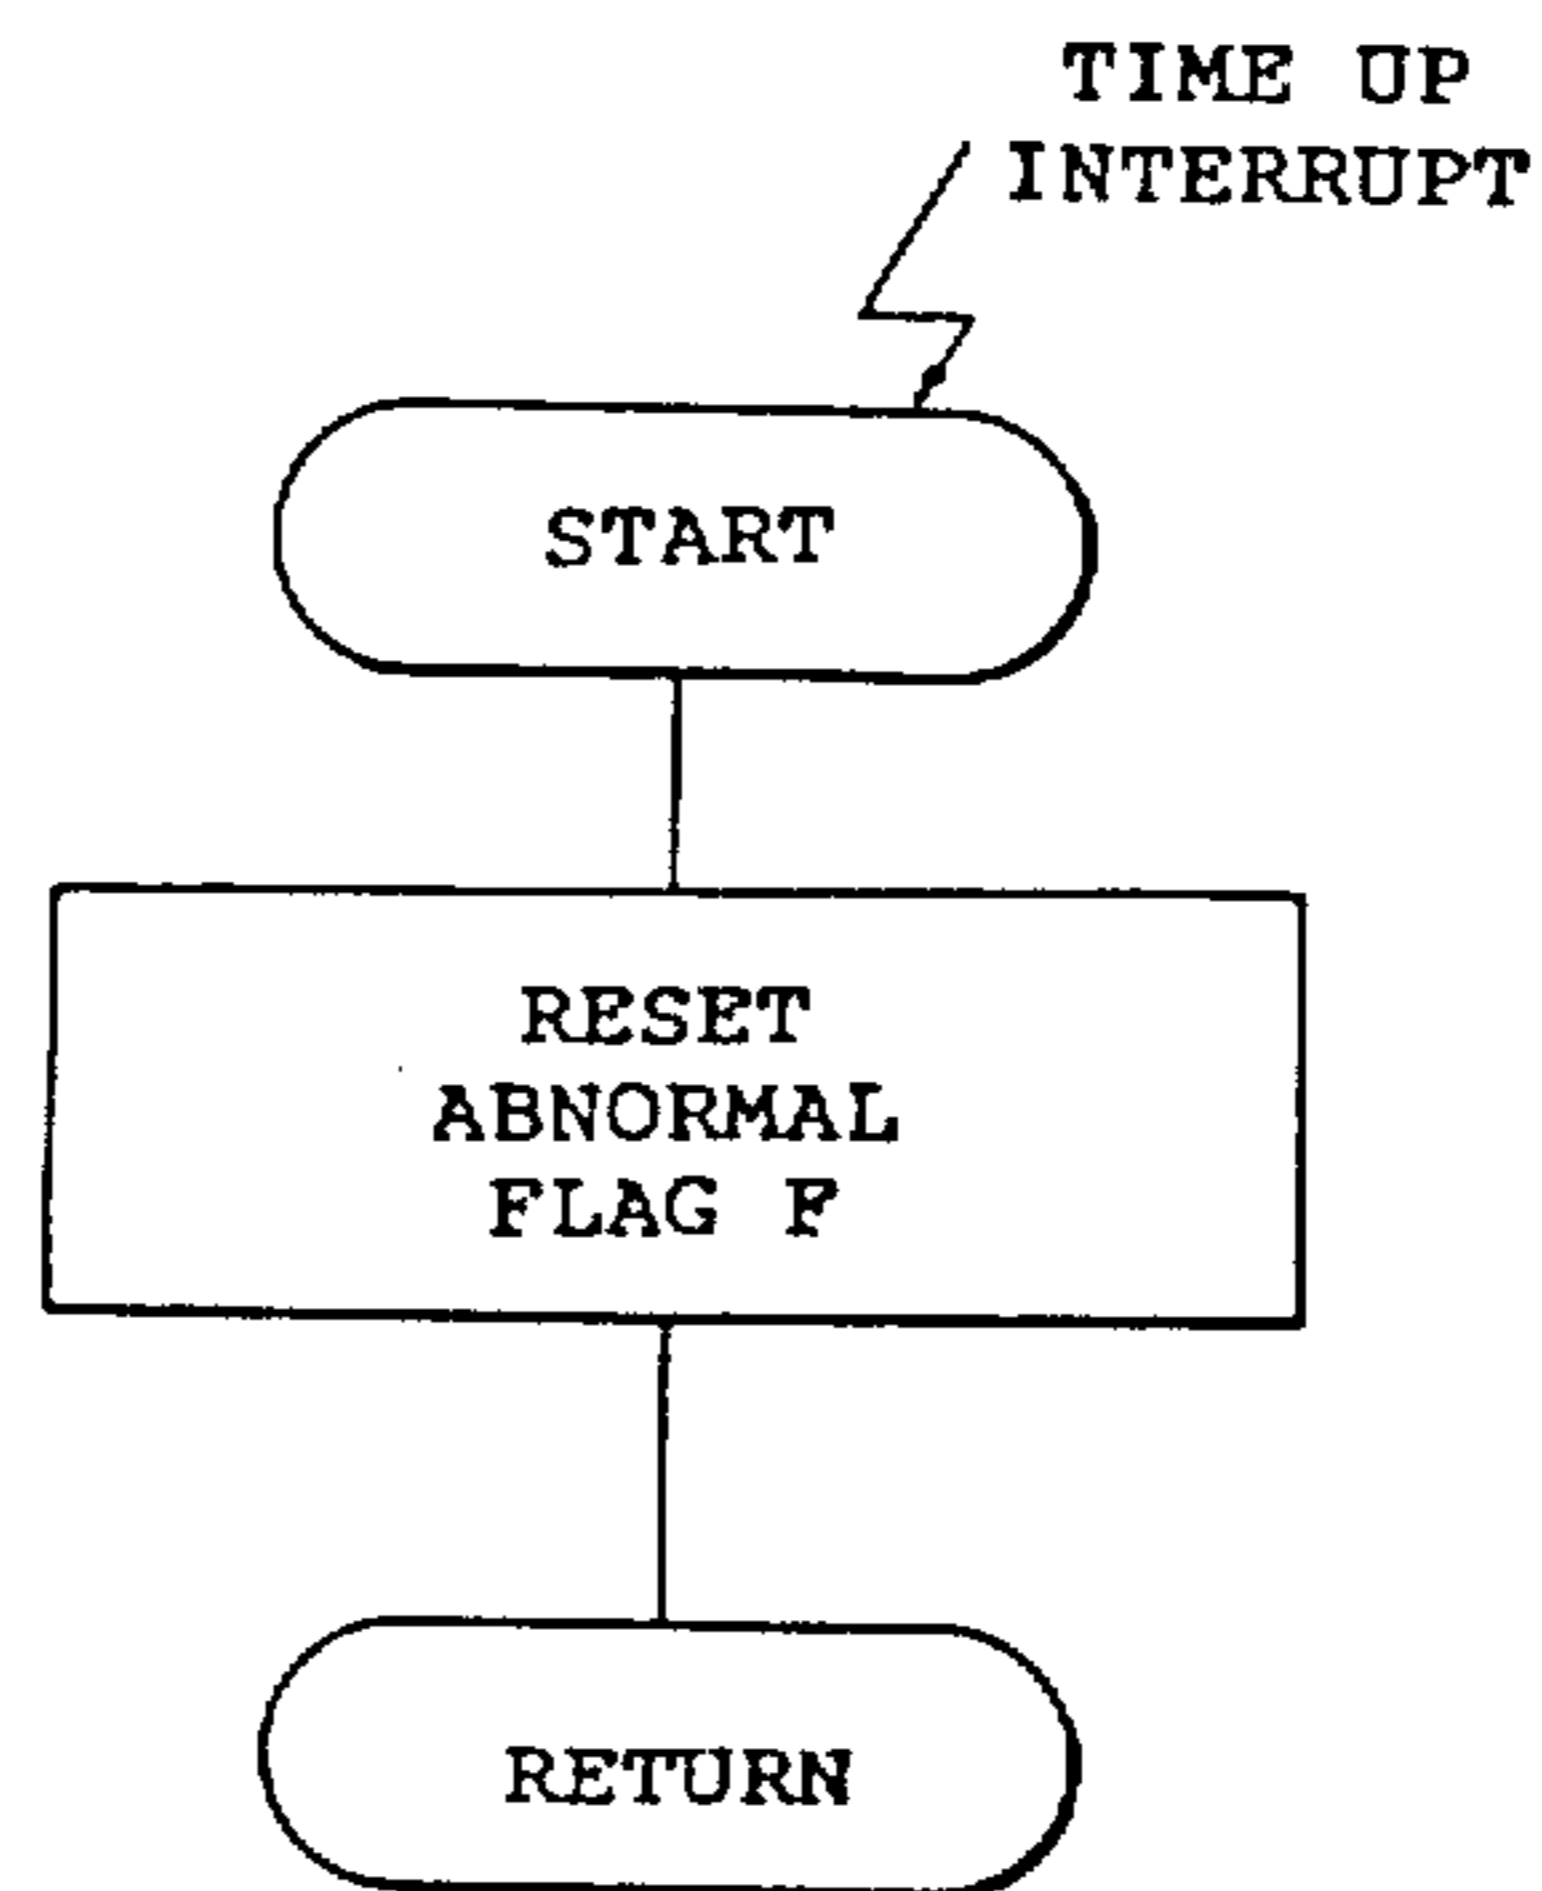 TIME UP
INTERRUPT
START
RESET
ABNORMAL
FLAG F
RETURN